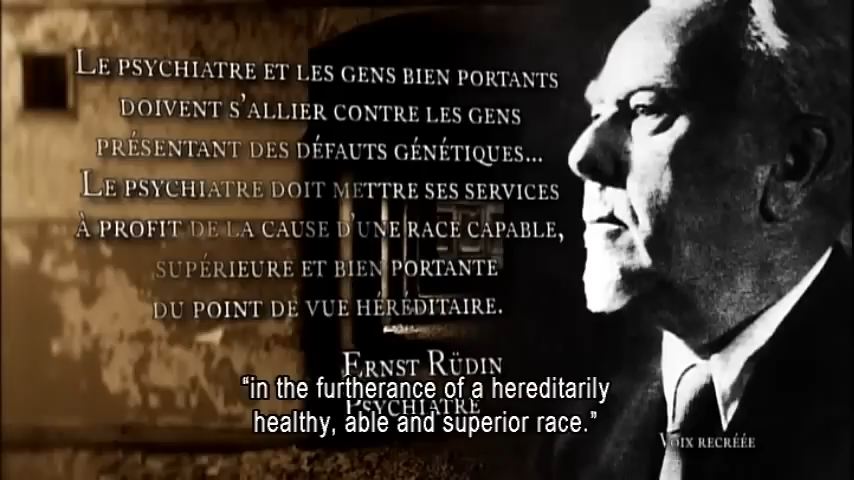 Le psychiatre et les gens bien portants
doivent s'allier contre les gens
présentant des défauts génétiques...
Le psychiatre doit mettre ses services
à profit de la cause d'une race capable,
supérieure et bien portante
du point de vue héréditaire.
Ernst Rüdin
Psychiatre
“in the furtherance of a hereditarily
healthy, able and superior race.”
Voix recréée